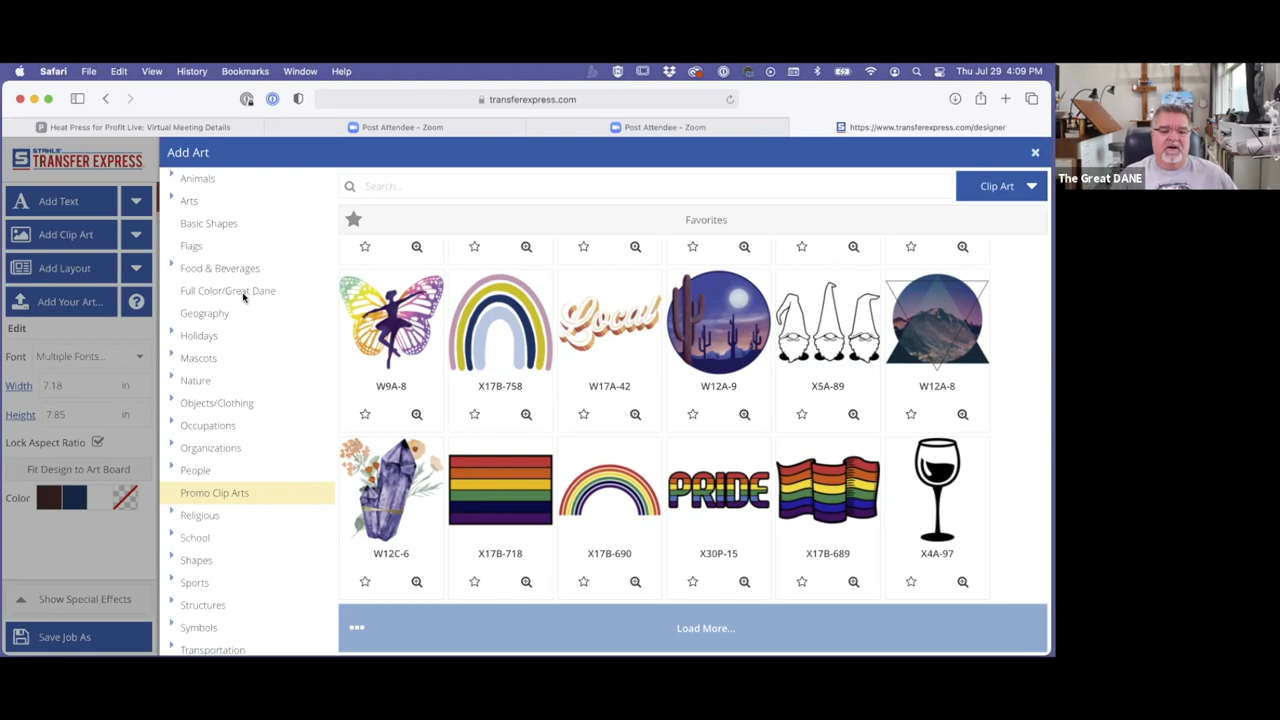 Safari File Edit View History Bookmarks Window Help Thu Jul 29 4:09 PM
transferexpress.com
Heat Press for Profit Live: Virtual Meeting Details
Post Attendee - Zoom
Post Attendee - Zoom
https://www.transferexpress.com/designer
STAHLS'
TRANSFER EXPRESS
Add Text
Add Clip Art
Add Layout
Add Your Art...
Edit
Font Multiple Fonts...
Width 7.18 in
Height 7.85 in
Lock Aspect Ratio
Fit Design to Art Board
Color
Show Special Effects
Save Job As
Add Art
Animals
Arts
Basic Shapes
Flags
Food & Beverages
Full Color/Great Dane
Geography
Holidays
Mascots
Nature
Objects/Clothing
Occupations
Organizations
People
Promo Clip Arts
Religious
School
Shapes
Sports
Structures
Symbols
Transportation
Search...
Clip Art
Favorites
Local
W9A-8 X17B-758 W17A-42 W12A-9 X5A-89 W12A-8
PRIDE
W12C-6 X17B-718 X17B-690 X30P-15 X17B-689 X4A-97
Load More...
The Great DANE